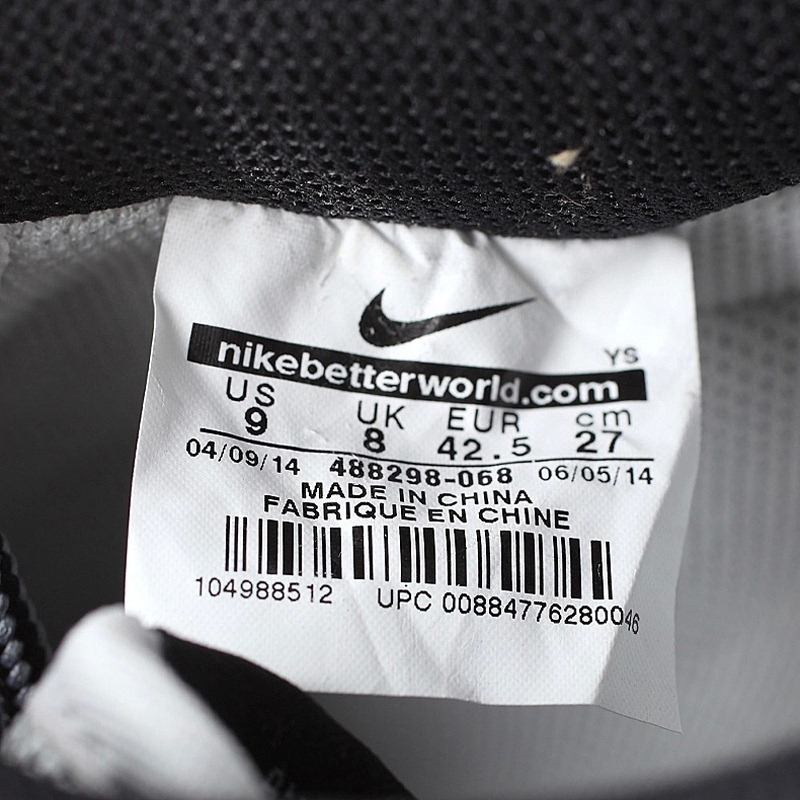 YS
nikebetterworld.com
US UK EUR cm
9 8 42.5 27
04/09/14 488298-068 06/05/14
MADE IN CHINA
FABRIQUE EN CHINE
104988512 UPC 00884776280046